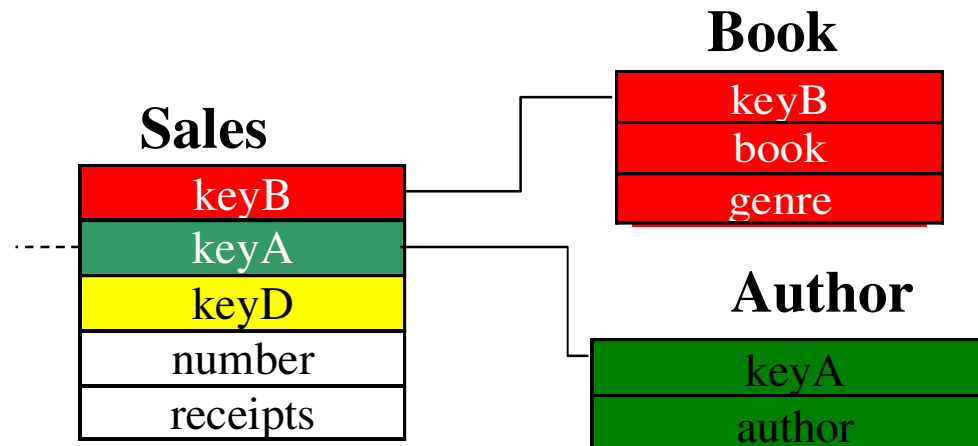 Sales
keyB
keyA
keyD
number
receipts
Book
keyB
book
genre
Author
keyA
author